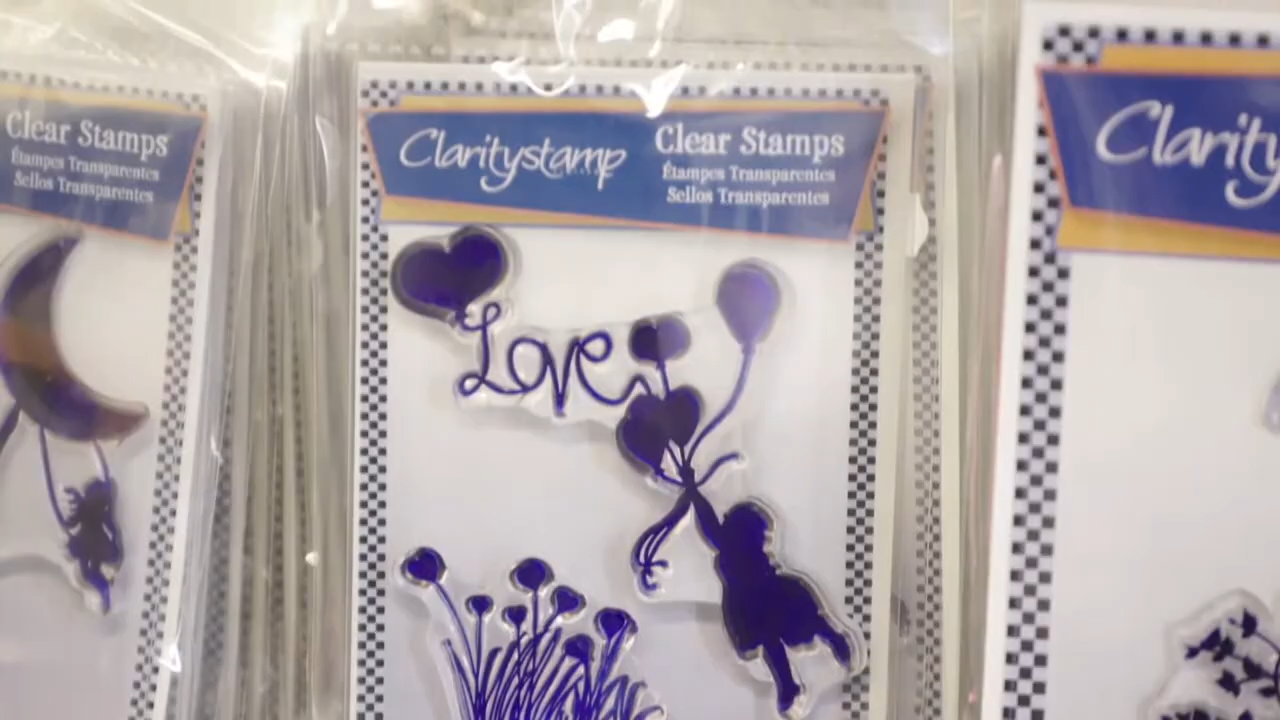 Clear Stamps
Étampes Transparentes
Sellos Transparentes
Claritystamp
Clear Stamps
Étampes Transparentes
Sellos Transparentes
Love
Clarity